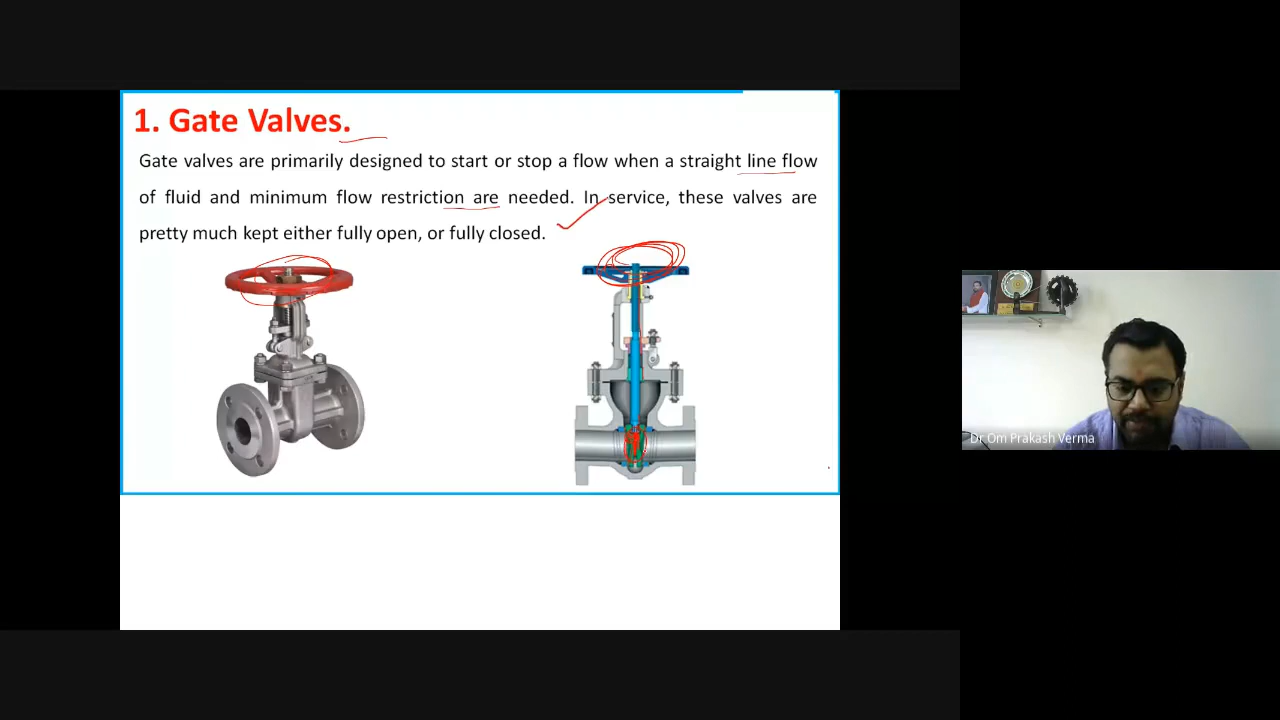 1. Gate Valves.
Gate valves are primarily designed to start or stop a flow when a straight line flow
of fluid and minimum flow restriction are needed. In service, these valves are
pretty much kept either fully open, or fully closed.
Dr Om Prakash Verma